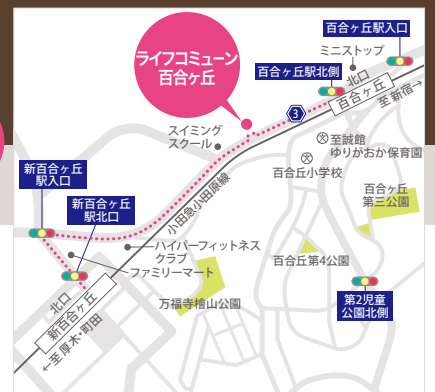 百合ヶ丘駅入口
ミニストップ
ライフコミューン
百合ヶ丘
百合ヶ丘駅北側
北口
百合ヶ丘
至新宿→
3
スイミング
スクール
文
至誠館
ゆりがおか保育園
文
百合丘小学校
新百合ヶ丘
駅入口
新百合ヶ丘
駅北口
小田急小田原線
百合ヶ丘
第三公園
ハイパーフィットネス
クラブ
ファミリーマート
百合丘第4公園
北口
新百合ヶ丘
万福寺檜山公園
第2児童
公園北側
←至厚木・町田